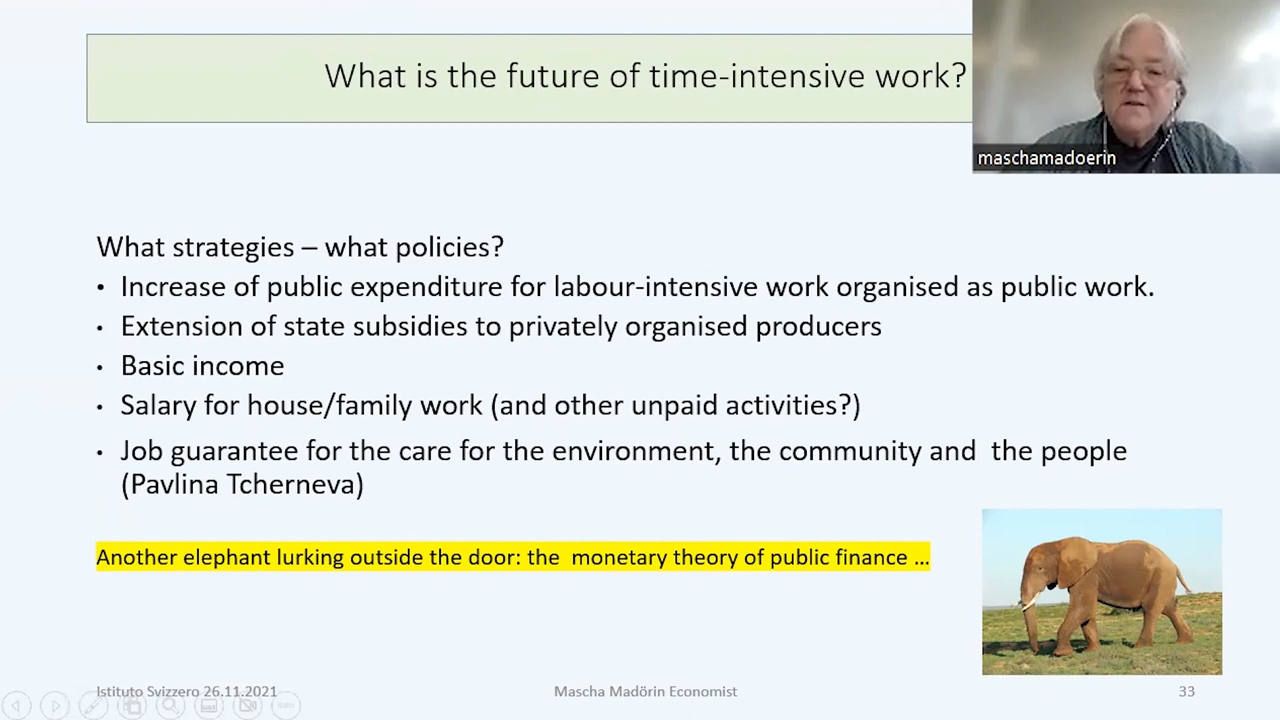 What is the future of time-intensive work?
maschamadoerin
What strategies – what policies?
• Increase of public expenditure for labour-intensive work organised as public work.
• Extension of state subsidies to privately organised producers
• Basic income
• Salary for house/family work (and other unpaid activities?)
• Job guarantee for the care for the environment, the community and  the people
(Pavlina Tcherneva)
Another elephant lurking outside the door: the  monetary theory of public finance ...
Istituto Svizzero 26.11.2021
Mascha Madörin Economist
33